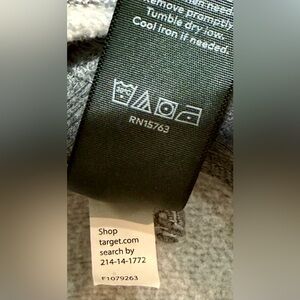 Remove promptly.
Tumble dry low.
Cool iron if needed.
30°C
RN15763
Shop
target.com
search by
214-14-1772
F1079263